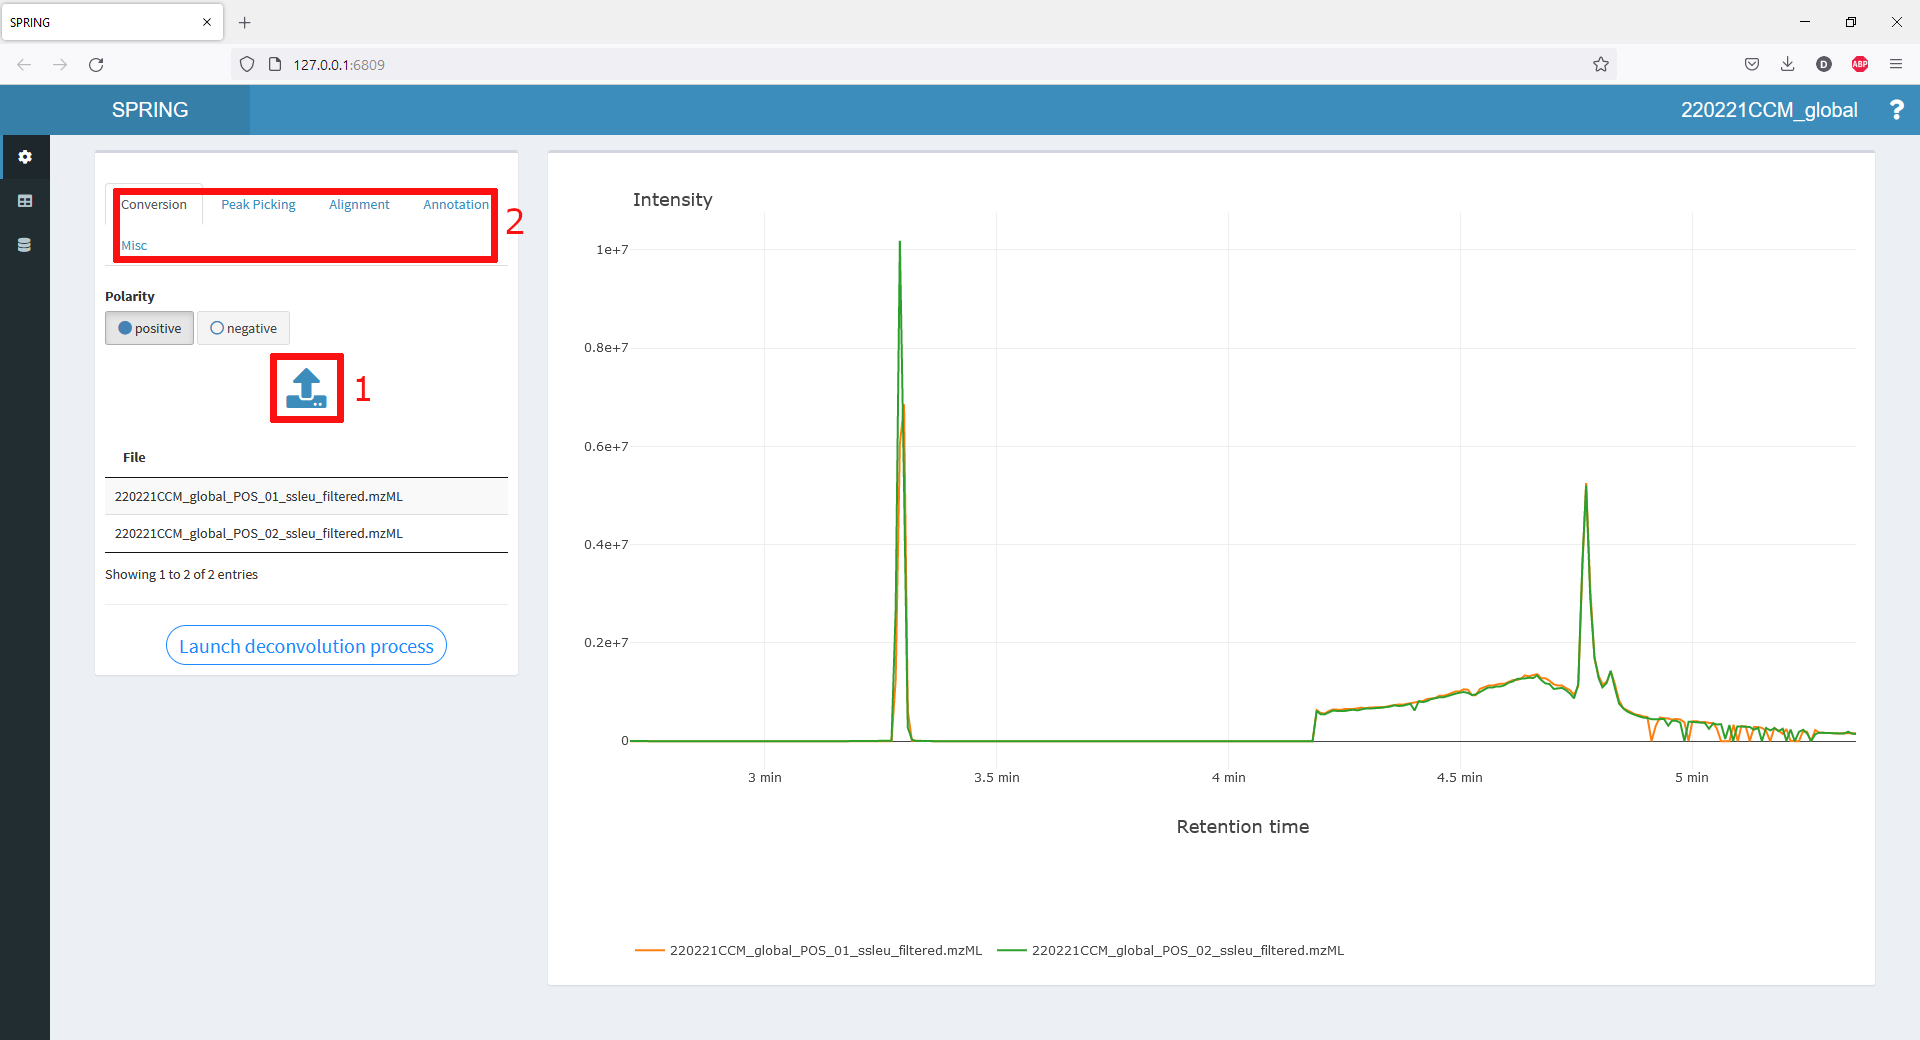 SPRING
127.0.0.1:6809
D
ABP
SPRING
220221CCM_global
?
Conversion Peak Picking Alignment Annotation
Misc
2
Polarity
positive negative
1
File
220221CCM_global_POS_01_ssleu_filtered.mzML
220221CCM_global_POS_02_ssleu_filtered.mzML
Showing 1 to 2 of 2 entries
Launch deconvolution process
Intensity
1e+7
0.8e+7
0.6e+7
0.4e+7
0.2e+7
0
3 min 3.5 min 4 min 4.5 min 5 min
Retention time
220221CCM_global_POS_01_ssleu_filtered.mzML 220221CCM_global_POS_02_ssleu_filtered.mzML